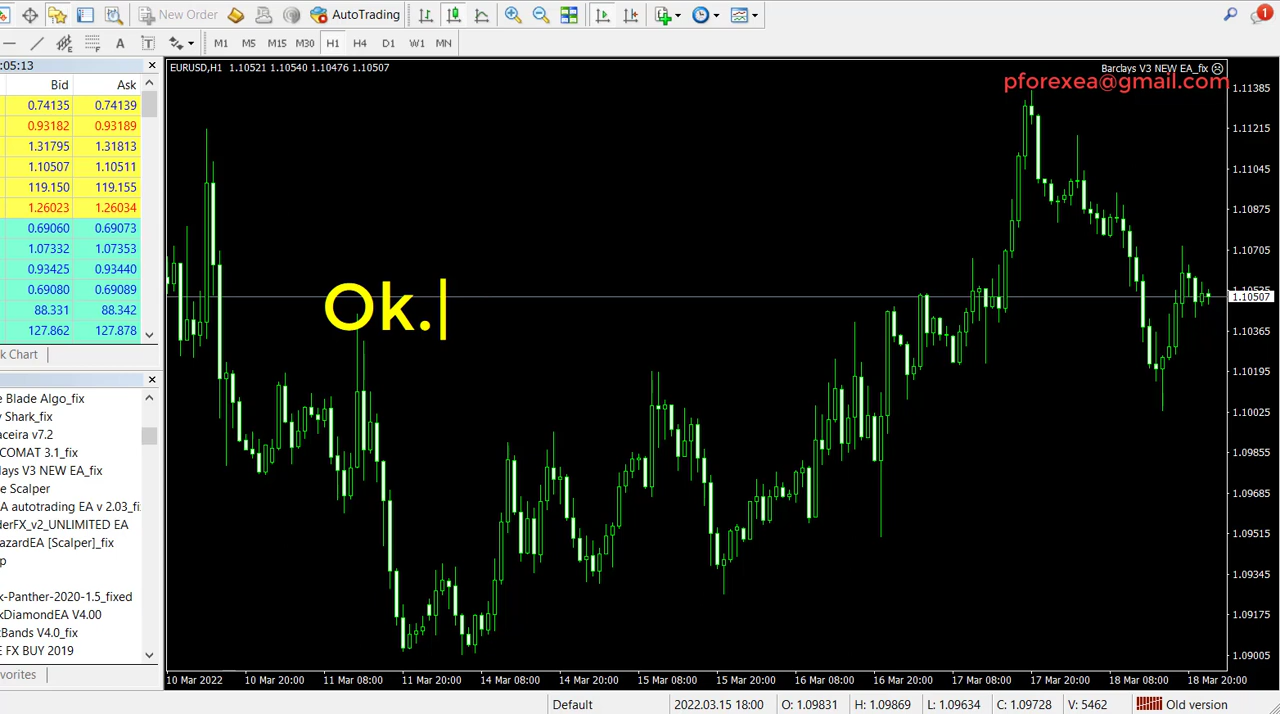 New Order
AutoTrading
1
A
T
M1 M5 M15 M30 H1 H4 D1 W1 MN
:05:13
Bid Ask
0.74135 0.74139
0.93182 0.93189
1.31795 1.31813
1.10507 1.10511
119.150 119.155
1.26023 1.26034
0.69060 0.69073
1.07332 1.07353
0.93425 0.93440
0.69080 0.69089
88.331 88.342
127.862 127.878
k Chart
e Blade Algo_fix
y Shark_fix
aceira v7.2
COMAT 3.1_fix
lays V3 NEW EA_fix
e Scalper
A autotrading EA v 2.03_fi
derFX_v2_UNLIMITED EA
azardEA [Scalper]_fix
p
k-Panther-2020-1.5_fixed
kDiamondEA V4.00
tBands V4.0_fix
E FX BUY 2019
vorites
EURUSD,H1 1.10521 1.10540 1.10476 1.10507
Barclays V3 NEW EA_fix
pforexea@gmail.com
Ok.
1.11385
1.11215
1.11045
1.10875
1.10705
1.10507
1.10365
1.10195
1.10025
1.09855
1.09685
1.09515
1.09345
1.09175
1.09005
10 Mar 2022 10 Mar 20:00 11 Mar 08:00 11 Mar 20:00 14 Mar 08:00 14 Mar 20:00 15 Mar 08:00 15 Mar 20:00 16 Mar 08:00 16 Mar 20:00 17 Mar 08:00 17 Mar 20:00 18 Mar 08:00 18 Mar 20:00
Default 2022.03.15 18:00 O: 1.09831 H: 1.09869 L: 1.09634 C: 1.09728 V: 5462 Old version